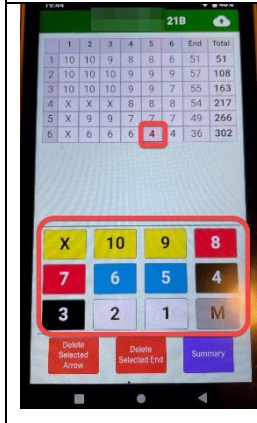 19:44
21B
1 2 3 4 5 6 End Total
1 10 10 9 8 8 6 51 51
2 10 10 10 9 9 9 57 108
3 10 10 10 9 9 7 55 163
4 X X X 8 8 8 54 217
5 X 9 9 7 7 7 49 266
6 X 6 6 6 4 4 36 302
X 10 9 8
7 6 5 4
3 2 1 M
Delete Selected Arrow
Delete Selected End
Summary